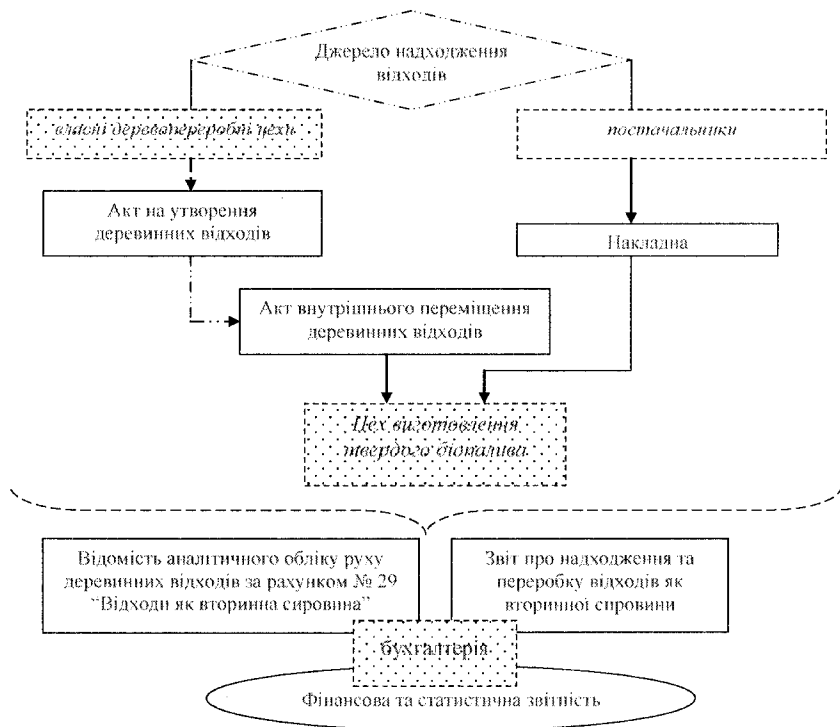 Джерело надходження
відходів
власні деревопереробні цехи
постачальники
Акт на утворення
деревинних відходів
Накладна
Акт внутрішнього переміщення
деревинних відходів
Цех виготовлення
твердого біопалива
Відомість аналітичного обліку руху
деревинних відходів за рахунком № 29
“Відходи як вторинна сировина”
Звіт про надходження та
переробку відходів як
вторинної сировини
бухгалтерія
Фінансова та статистична звітність